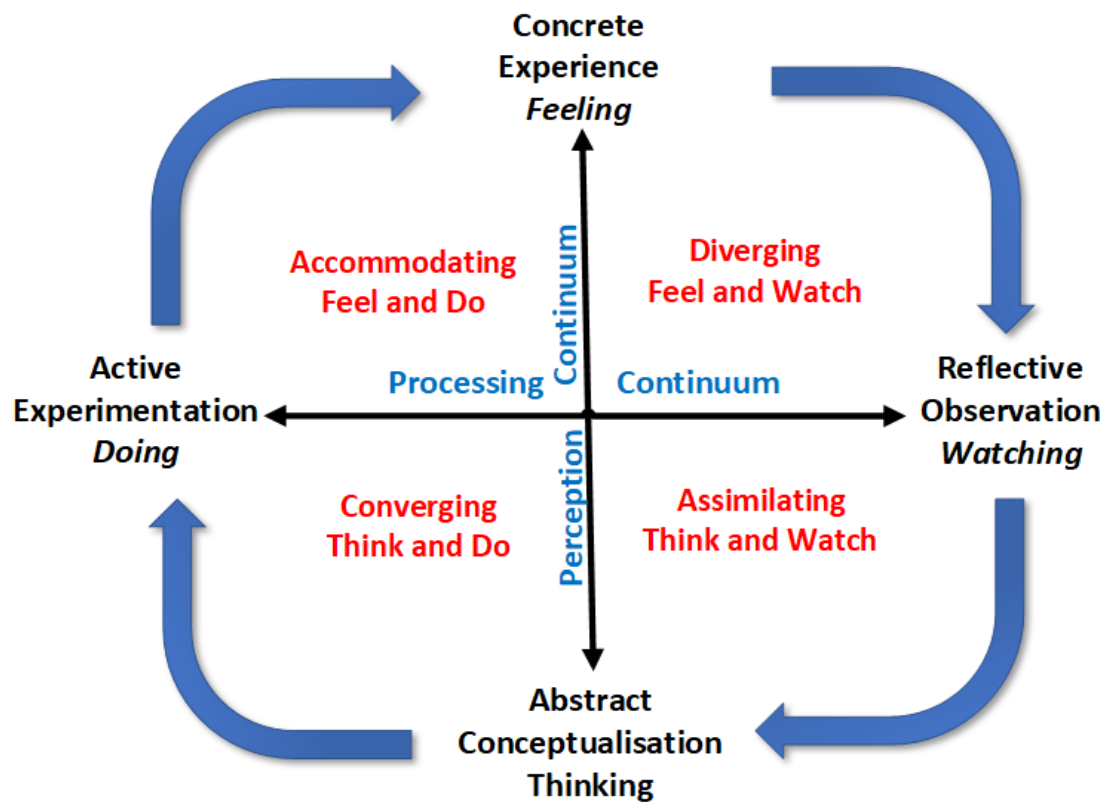 Concrete
Experience
Feeling
Accommodating
Feel and Do
Diverging
Feel and Watch
Continuum
Active
Experimentation
Doing
Processing
Continuum
Reflective
Observation
Watching
Perception
Converging
Think and Do
Assimilating
Think and Watch
Abstract
Conceptualisation
Thinking